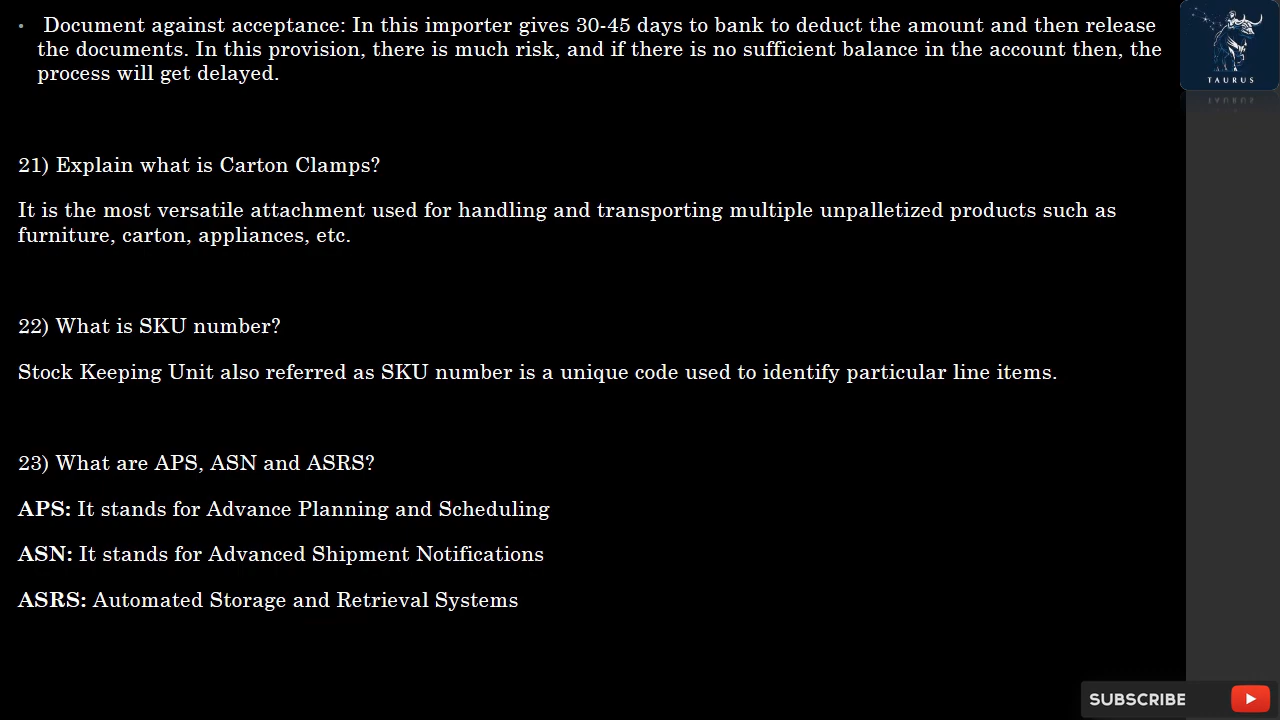 • Document against acceptance: In this importer gives 30-45 days to bank to deduct the amount and then release
the documents. In this provision, there is much risk, and if there is no sufficient balance in the account then, the
process will get delayed.
TAURUS
21) Explain what is Carton Clamps?
It is the most versatile attachment used for handling and transporting multiple unpalletized products such as
furniture, carton, appliances, etc.
22) What is SKU number?
Stock Keeping Unit also referred as SKU number is a unique code used to identify particular line items.
23) What are APS, ASN and ASRS?
APS: It stands for Advance Planning and Scheduling
ASN: It stands for Advanced Shipment Notifications
ASRS: Automated Storage and Retrieval Systems
SUBSCRIBE